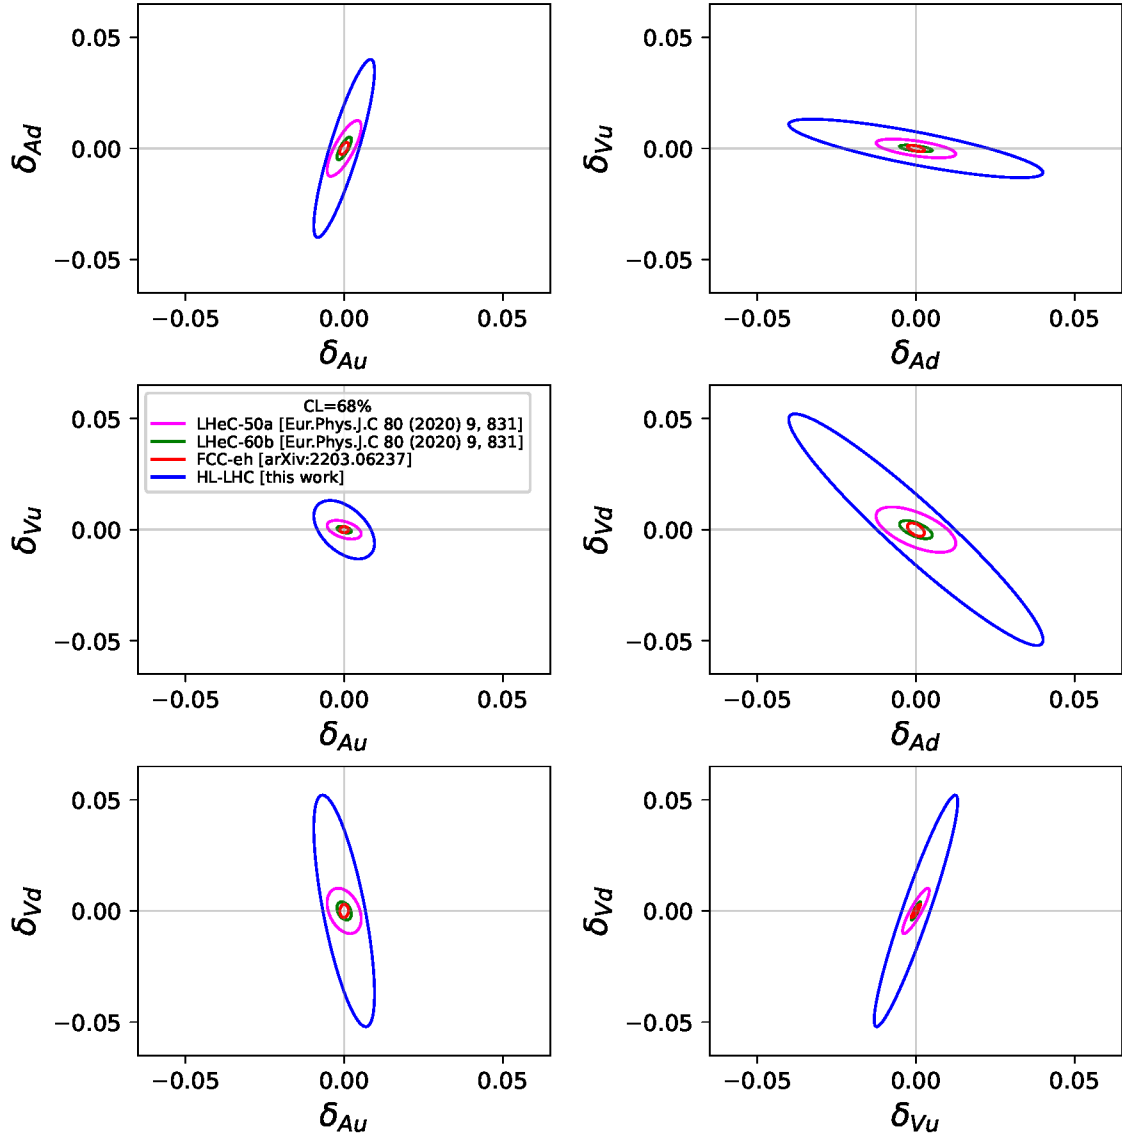 0.05
0.00
−0.05
δAd
−0.05 0.00 0.05
δAu
0.05
0.00
−0.05
δVu
−0.05 0.00 0.05
δAd
0.05
0.00
−0.05
δVu
CL=68%
LHeC-50a [Eur.Phys.J.C 80 (2020) 9, 831]
LHeC-60b [Eur.Phys.J.C 80 (2020) 9, 831]
FCC-eh [arXiv:2203.06237]
HL-LHC [this work]
−0.05 0.00 0.05
δAu
0.05
0.00
−0.05
δVd
−0.05 0.00 0.05
δAd
0.05
0.00
−0.05
δVd
−0.05 0.00 0.05
δAu
0.05
0.00
−0.05
δVd
−0.05 0.00 0.05
δVu